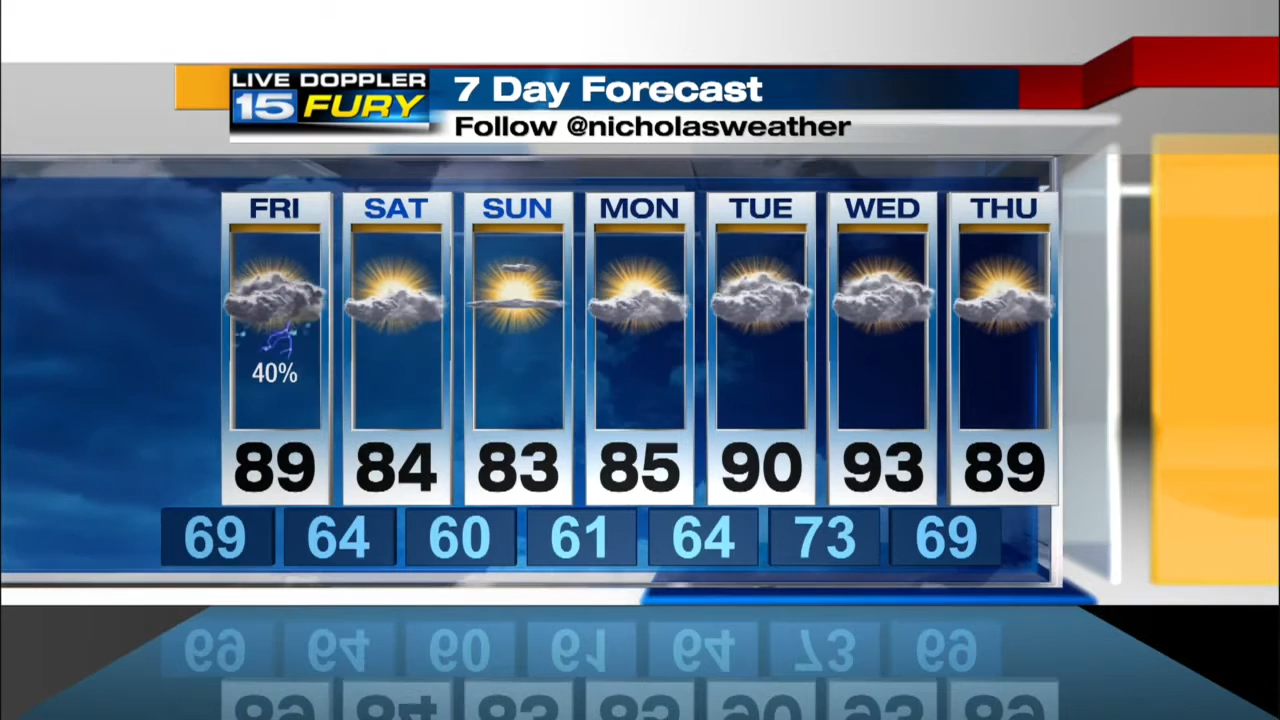 LIVE DOPPLER
15 FURY
7 Day Forecast
Follow @nicholasweather
FRI SAT SUN MON TUE WED THU
40%
89 84 83 85 90 93 89
69 64 60 61 64 73 69